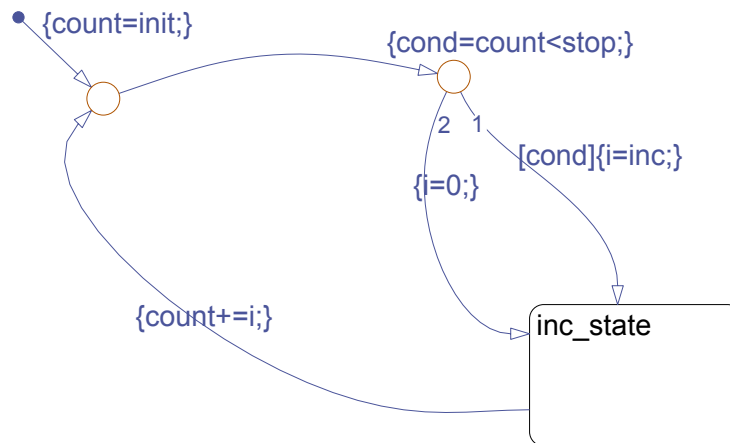 {count=init;}
{cond=count<stop;}
2
1
[cond]{i=inc;}
{i=0;}
{count+=i;}
inc_state